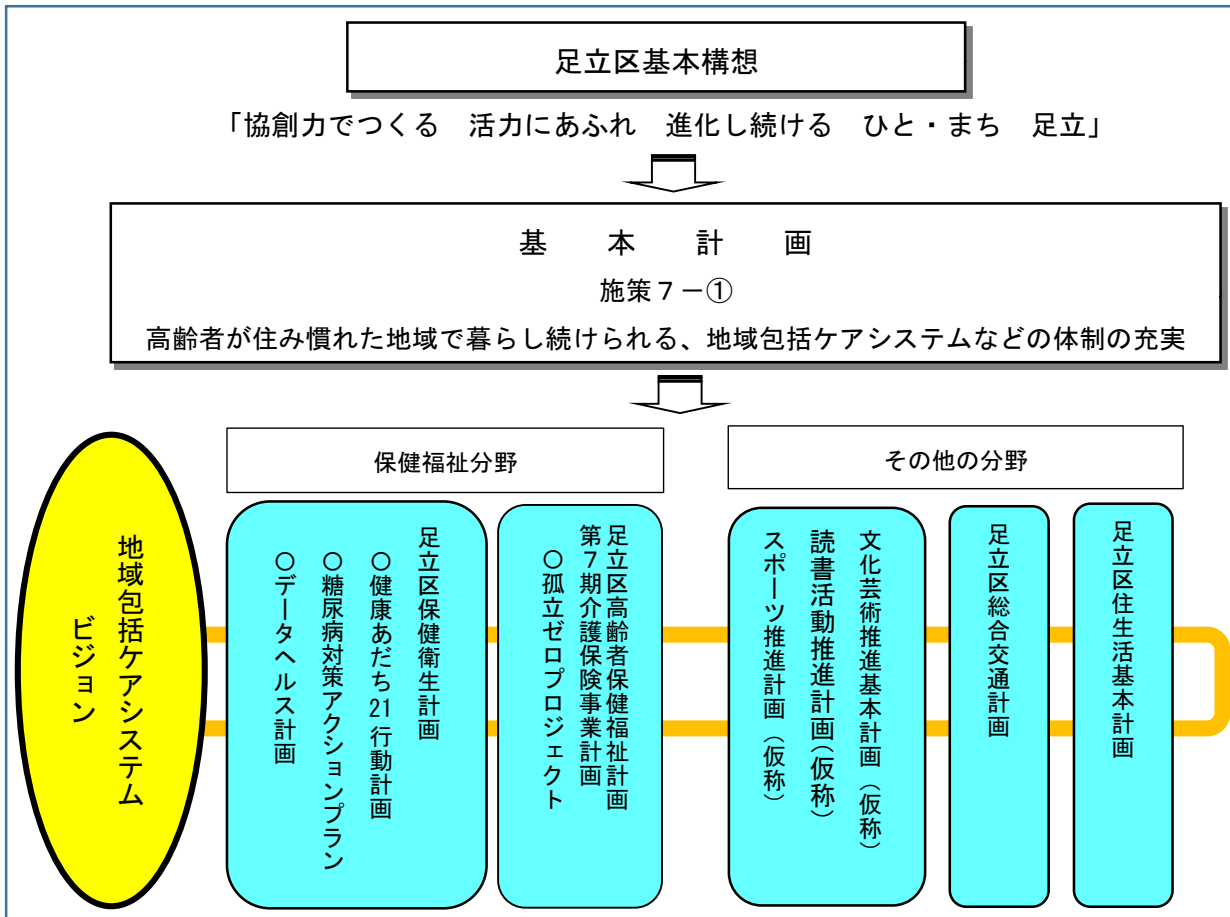 足立区基本構想
「協創力でつくる　活力にあふれ　進化し続ける　ひと・まち　足立」
基　本　計　画
施策７－①
高齢者が住み慣れた地域で暮らし続けられる、地域包括ケアシステムなどの体制の充実
保健福祉分野
その他の分野
地域包括ケアシステム
ビジョン
足立区保健衛生計画
○健康あだち21行動計画
○糖尿病対策アクションプラン
○データヘルス計画
足立区高齢者保健福祉計画
第７期介護保険事業計画
○孤立ゼロプロジェクト
文化芸術推進基本計画（仮称）
読書活動推進計画（仮称）
スポーツ推進計画（仮称）
足立区総合交通計画
足立区住生活基本計画